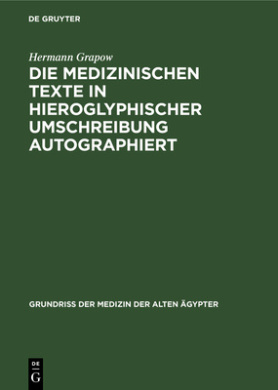 DE GRUYTER
Hermann Grapow
DIE MEDIZINISCHEN
TEXTE IN
HIEROGLYPHISCHER
UMSCHREIBUNG
AUTOGRAPHIERT
GRUNDRISS DER MEDIZIN DER ALTEN ÄGYPTER
DE
G